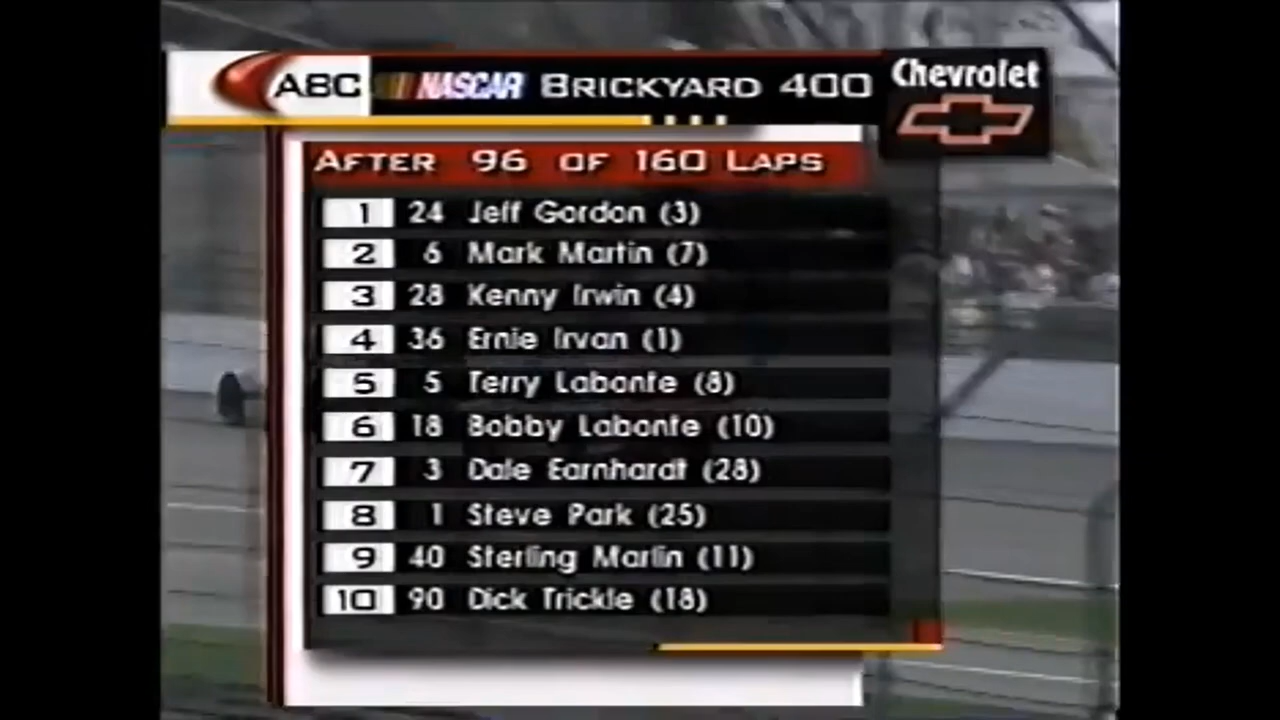 ABC NASCAR BRICKYARD 400 Chevrolet
AFTER 96 OF 160 LAPS
1 24 Jeff Gordon (3)
2 6 Mark Martin (7)
3 28 Kenny Irwin (4)
4 36 Ernie Irvan (1)
5 5 Terry Labonte (8)
6 18 Bobby Labonte (10)
7 3 Dale Earnhardt (28)
8 1 Steve Park (25)
9 40 Sterling Marlin (11)
10 90 Dick Trickle (18)